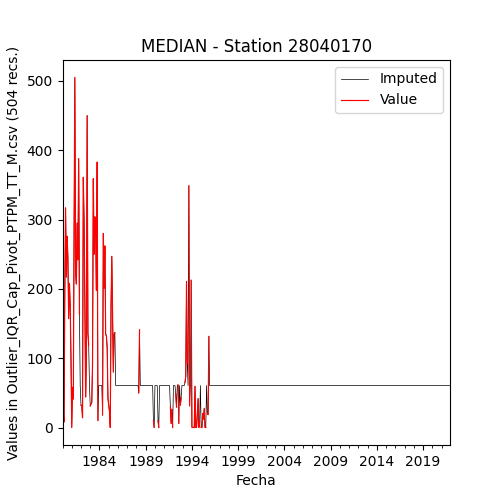 MEDIAN - Station 28040170
Imputed
Value
Values in Outlier_IQR_Cap_Pivot_PTPM_TT_M.csv (504 recs.)
500
400
300
200
100
0
1984 1989 1994 1999 2004 2009 2014 2019
Fecha